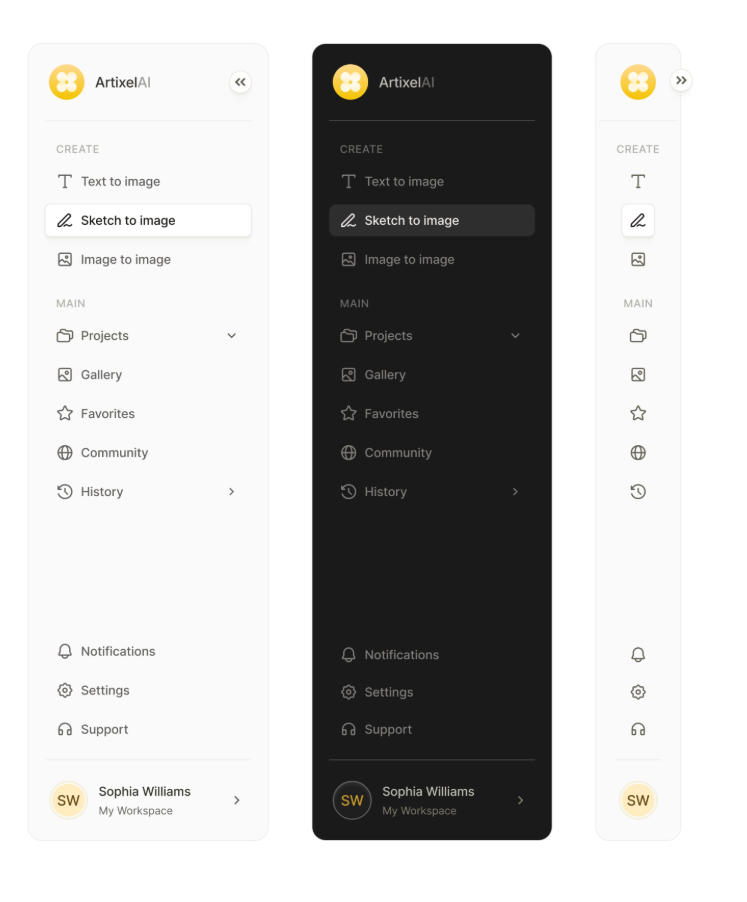 ArtixelAI
CREATE
Text to image
Sketch to image
Image to image
MAIN
Projects
Gallery
Favorites
Community
History
Notifications
Settings
Support
SW
Sophia Williams
My Workspace
ArtixelAI
CREATE
Text to image
Sketch to image
Image to image
MAIN
Projects
Gallery
Favorites
Community
History
Notifications
Settings
Support
SW
Sophia Williams
My Workspace
CREATE
MAIN
SW